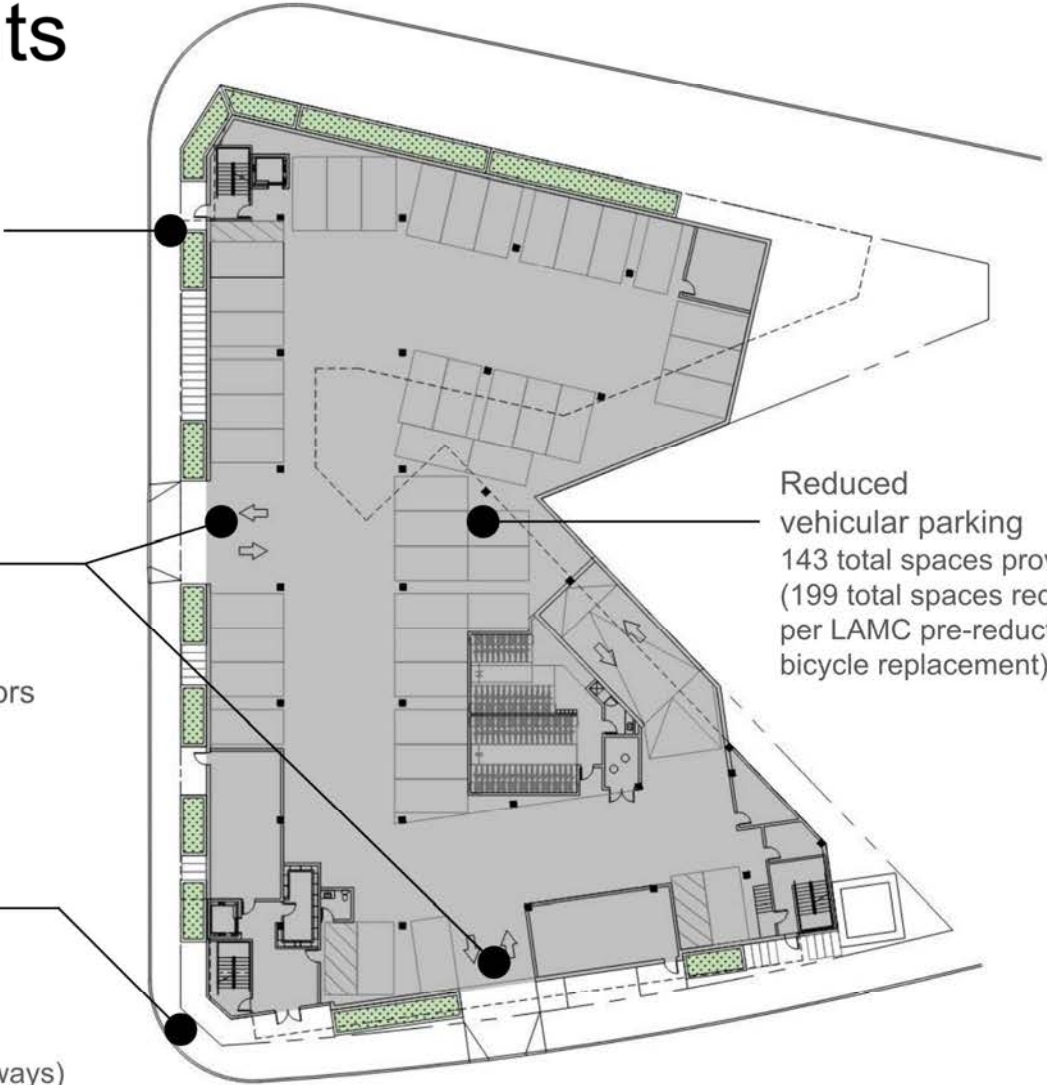 ts
ors
ways)
Reduced
vehicular parking
143 total spaces prov
(199 total spaces rec
per LAMC pre-reduct
bicycle replacement)